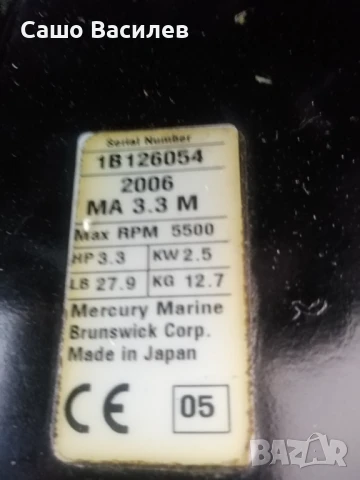 Сашо Василев
Serial Number
1B126054
2006
MA 3.3 M
Max RPM 5500
HP 3.3 KW 2.5
LB 27.9 KG 12.7
Mercury Marine
Brunswick Corp.
Made in Japan
CE 05
BAZAR